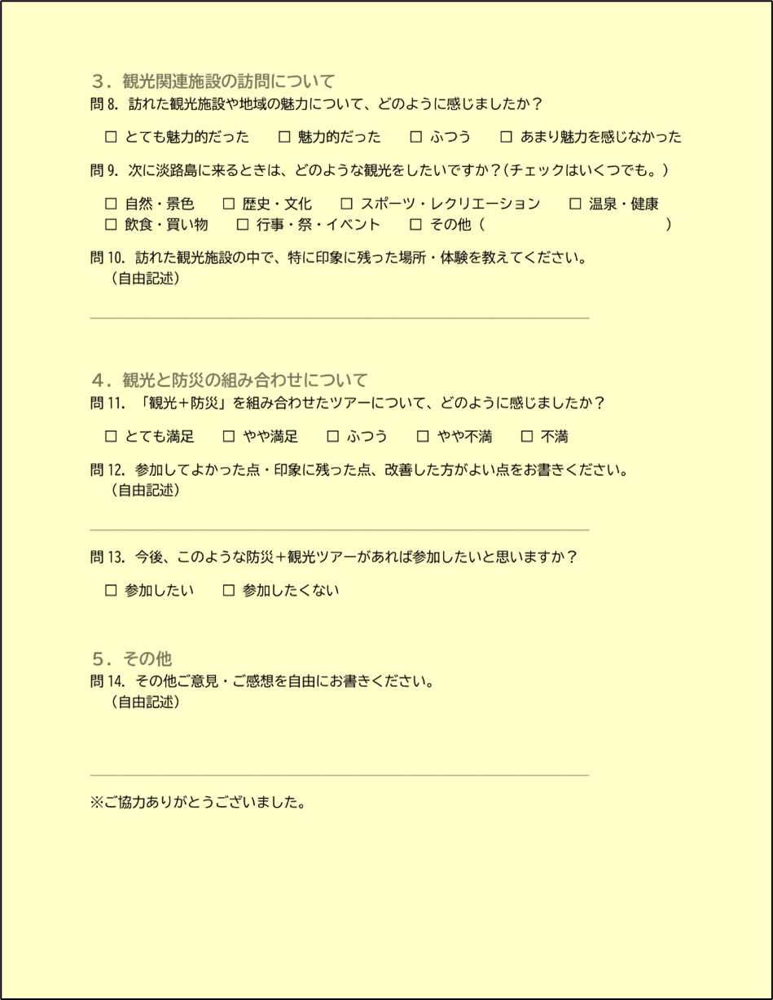 ３．観光関連施設の訪問について
問 8．訪れた観光施設や地域の魅力について、どのように感じましたか？
□ とても魅力的だった　□ 魅力的だった　□ ふつう　□ あまり魅力を感じなかった
問 9．次に淡路島に来るときは、どのような観光をしたいですか？(チェックはいくつでも。)
□ 自然・景色　□ 歴史・文化　□ スポーツ・レクリエーション　□ 温泉・健康
□ 飲食・買い物　□ 行事・祭・イベント　□ その他（　　　　　　　　　　　　　）
問 10．訪れた観光施設の中で、特に印象に残った場所・体験を教えてください。
（自由記述）
４．観光と防災の組み合わせについて
問 11．「観光＋防災」を組み合わせたツアーについて、どのように感じましたか？
□ とても満足　□ やや満足　□ ふつう　□ やや不満　□ 不満
問 12．参加してよかった点・印象に残った点、改善した方がよい点をお書きください。
（自由記述）
問 13．今後、このような防災＋観光ツアーがあれば参加したいと思いますか？
□ 参加したい　□ 参加したくない
５．その他
問 14．その他ご意見・ご感想を自由にお書きください。
（自由記述）
※ご協力ありがとうございました。